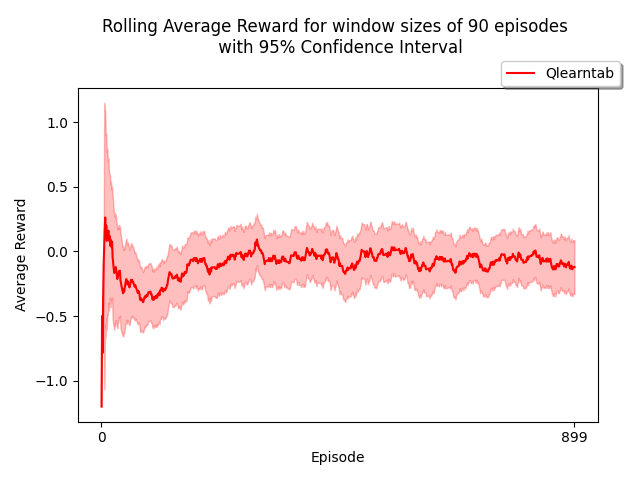 Rolling Average Reward for window sizes of 90 episodes
with 95% Confidence Interval
Qlearntab
1.0
0.5
0.0
−0.5
−1.0
Average Reward
0
899
Episode